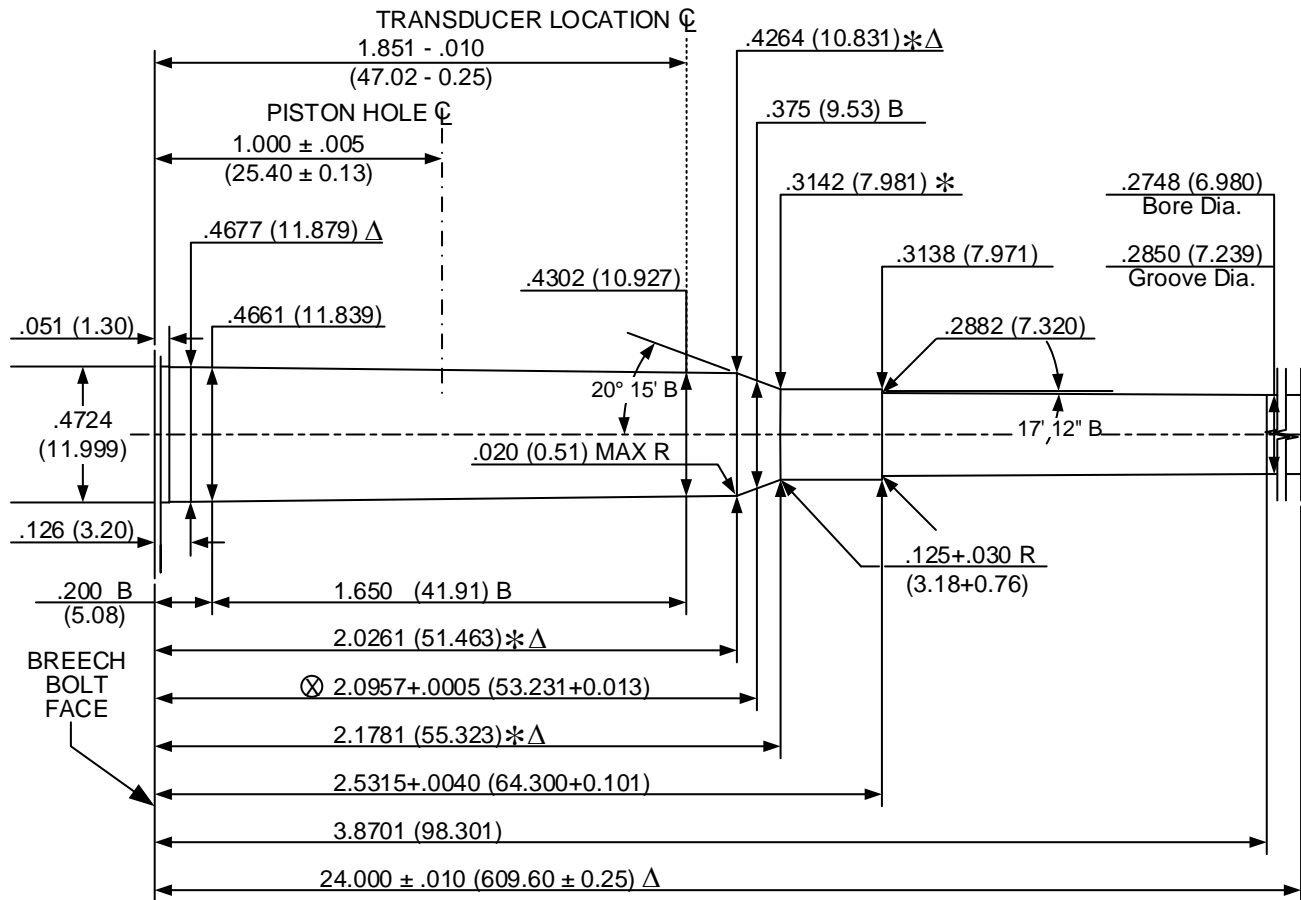 TRANSDUCER LOCATION ℄
1.851 - .010
(47.02 - 0.25)
.4264 (10.831)✻Δ
PISTON HOLE ℄
.375 (9.53) B
1.000 ± .005
(25.40 ± 0.13)
.3142 (7.981) ✻
.2748 (6.980)
Bore Dia.
.4677 (11.879) Δ
.3138 (7.971)
.2850 (7.239)
Groove Dia.
.4302 (10.927)
.4661 (11.839)
.051 (1.30)
.2882 (7.320)
20° 15' B
.4724
(11.999)
17' 12" B
.020 (0.51) MAX R
.126 (3.20)
.125+.030 R
(3.18+0.76)
.200 B
(5.08)
1.650 (41.91) B
2.0261 (51.463)✻Δ
BREECH
BOLT
FACE
⊗ 2.0957+.0005 (53.231+0.013)
2.1781 (55.323)✻Δ
2.5315+.0040 (64.300+0.101)
3.8701 (98.301)
24.000 ± .010 (609.60 ± 0.25) Δ